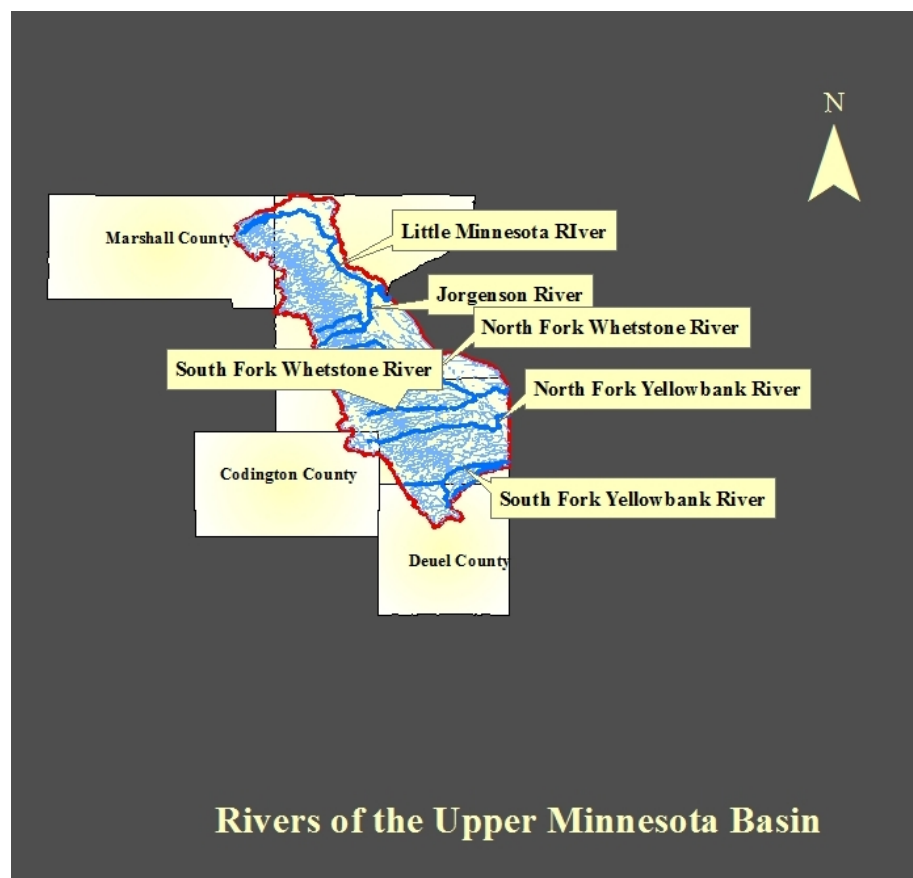 N
Marshall County
Little Minnesota RIver
Jorgenson River
North Fork Whetstone River
South Fork Whetstone River
North Fork Yellowbank River
Codington County
South Fork Yellowbank River
Deuel County
Rivers of the Upper Minnesota Basin